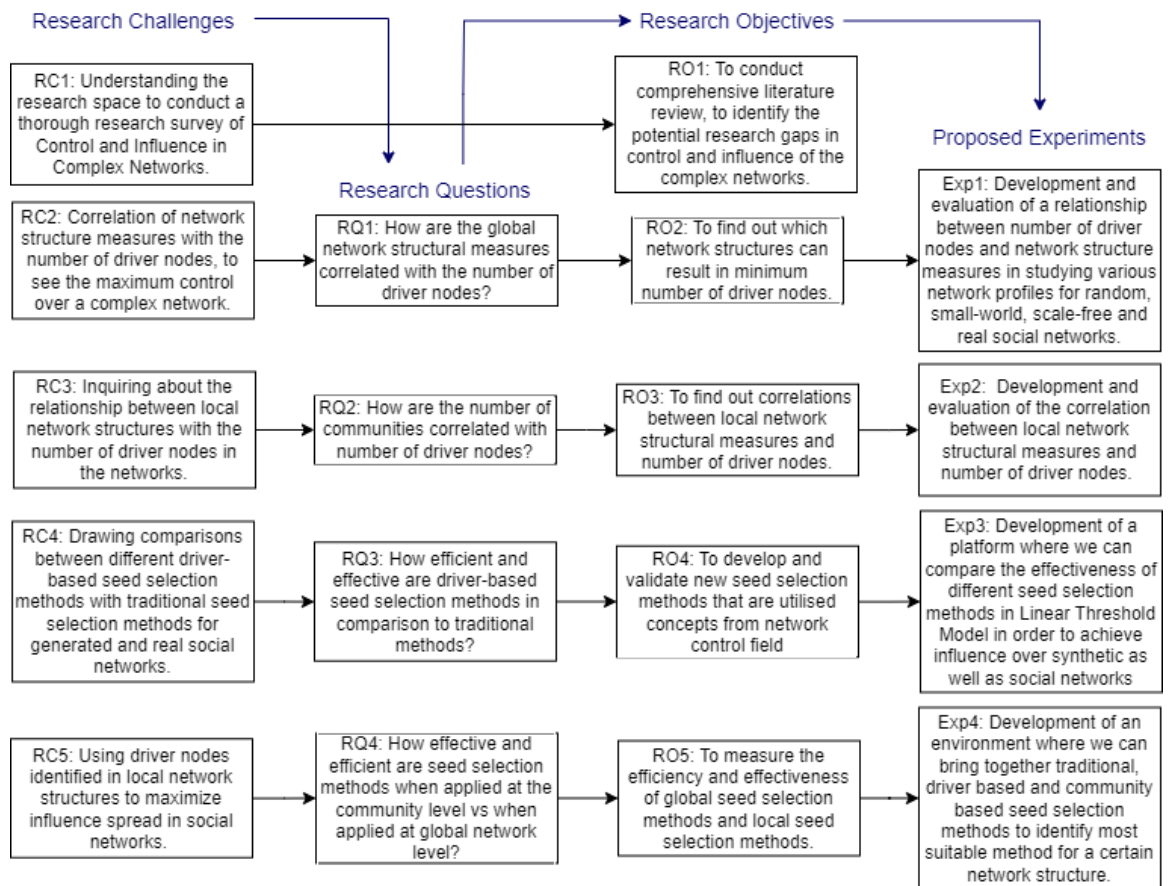 Research Challenges
Research Objectives
RC1: Understanding the
research space to conduct a
thorough research survey of
Control and Influence in
Complex Networks.
RO1: To conduct
comprehensive literature
review, to identify the
potential research gaps in
control and influence of the
complex networks.
Proposed Experiments
Research Questions
RC2: Correlation of network
structure measures with the
number of driver nodes, to
see the maximum control
over a complex network.
RQ1: How are the global
network structural measures
correlated with the number of
driver nodes?
RO2: To find out which
network structures can
result in minimum
number of driver nodes.
Exp1: Development and
evaluation of a relationship
between number of driver
nodes and network structure
measures in studying various
network profiles for random,
small-world, scale-free and
real social networks.
RC3: Inquiring about the
relationship between local
network structures with the
number of driver nodes in
the networks.
RQ2: How are the number of
communities correlated with
number of driver nodes?
RO3: To find out correlations
between local network
structural measures and
number of driver nodes.
Exp2: Development and
evaluation of the correlation
between local network
structural measures and
number of driver nodes.
RC4: Drawing comparisons
between different driver-
based seed selection
methods with traditional seed
selection methods for
generated and real social
networks.
RQ3: How efficient and
effective are driver-based
seed selection methods in
comparison to traditional
methods?
RO4: To develop and
validate new seed selection
methods that are utilised
concepts from network
control field
Exp3: Development of a
platform where we can
compare the effectiveness of
different seed selection
methods in Linear Threshold
Model in order to achieve
influence over synthetic as
well as social networks
RC5: Using driver nodes
identified in local network
structures to maximize
influence spread in social
networks.
RQ4: How effective and
efficient are seed selection
methods when applied at the
community level vs when
applied at global network
level?
RO5: To measure the
efficiency and effectiveness
of global seed selection
methods and local seed
selection methods.
Exp4: Development of an
environment where we can
bring together traditional,
driver based and community
based seed selection
methods to identify most
suitable method for a certain
network structure.